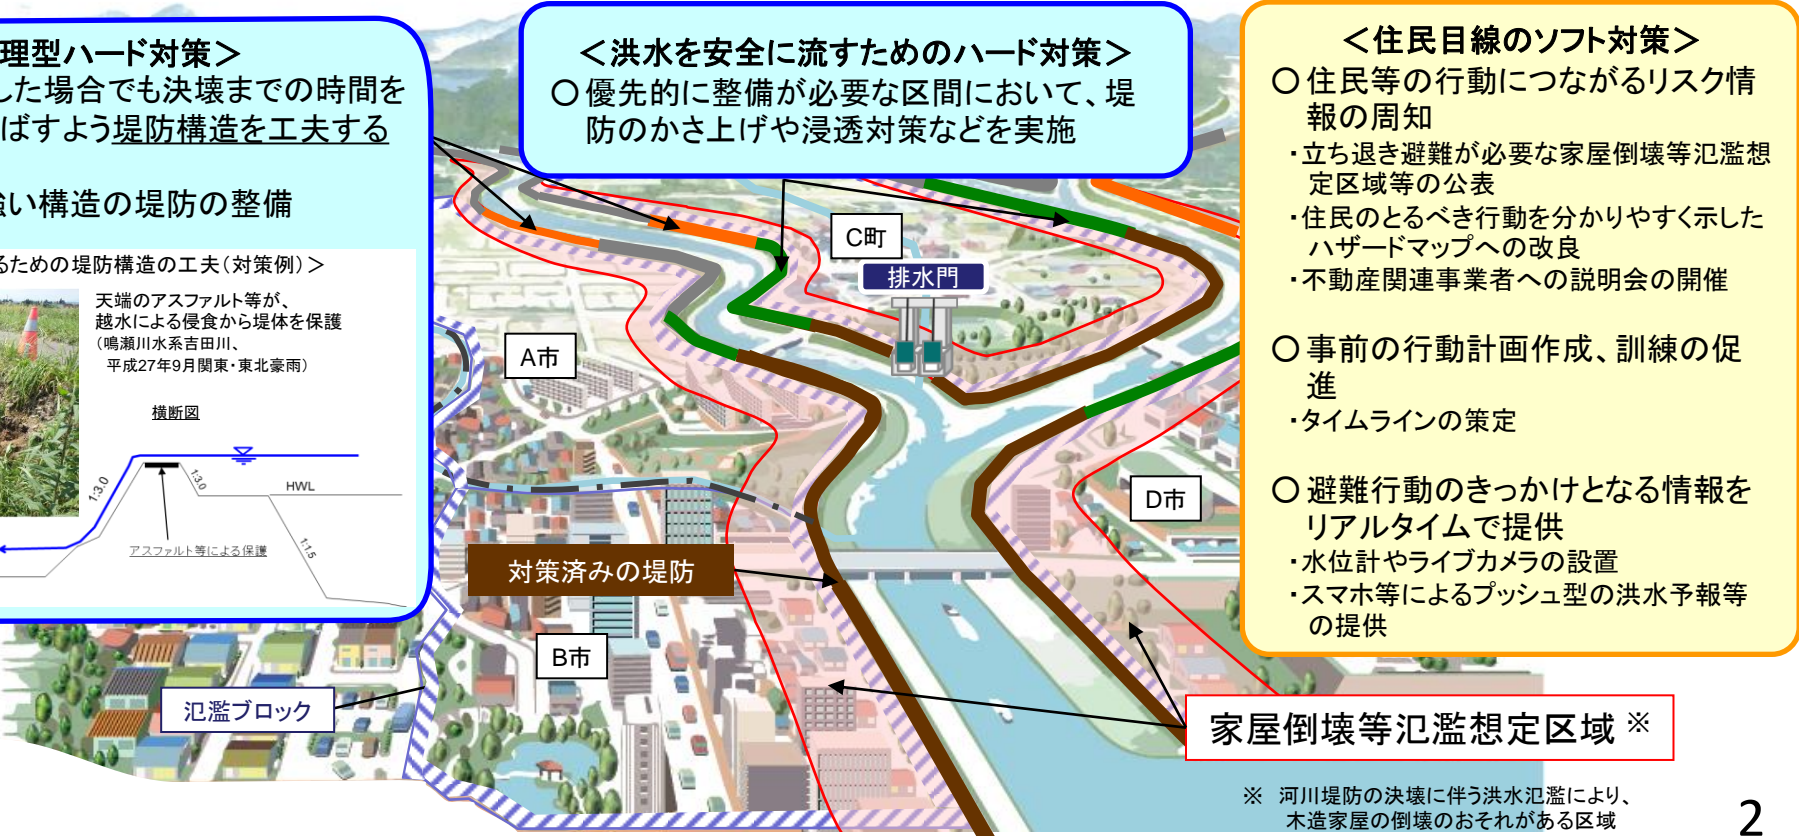 理型ハード対策＞
した場合でも決壊までの時間を
ばすよう堤防構造を工夫する
強い構造の堤防の整備
るための堤防構造の工夫(対策例)＞
天端のアスファルト等が、
越水による侵食から堤体を保護
(鳴瀬川水系吉田川、
平成27年9月関東・東北豪雨)
横断図
1:3.0
1:3.0
HWL
1:1.5
アスファルト等による保護
＜洪水を安全に流すためのハード対策＞
○優先的に整備が必要な区間において、堤
防のかさ上げや浸透対策などを実施
＜住民目線のソフト対策＞
○住民等の行動につながるリスク情
報の周知
・立ち退き避難が必要な家屋倒壊等氾濫想
定区域等の公表
・住民のとるべき行動を分かりやすく示した
ハザードマップへの改良
・不動産関連事業者への説明会の開催
○事前の行動計画作成、訓練の促
進
・タイムラインの策定
○避難行動のきっかけとなる情報を
リアルタイムで提供
・水位計やライブカメラの設置
・スマホ等によるプッシュ型の洪水予報等
の提供
C町
排水門
A市
D市
対策済みの堤防
B市
氾濫ブロック
家屋倒壊等氾濫想定区域※
※ 河川堤防の決壊に伴う洪水氾濫により、
木造家屋の倒壊のおそれがある区域
2